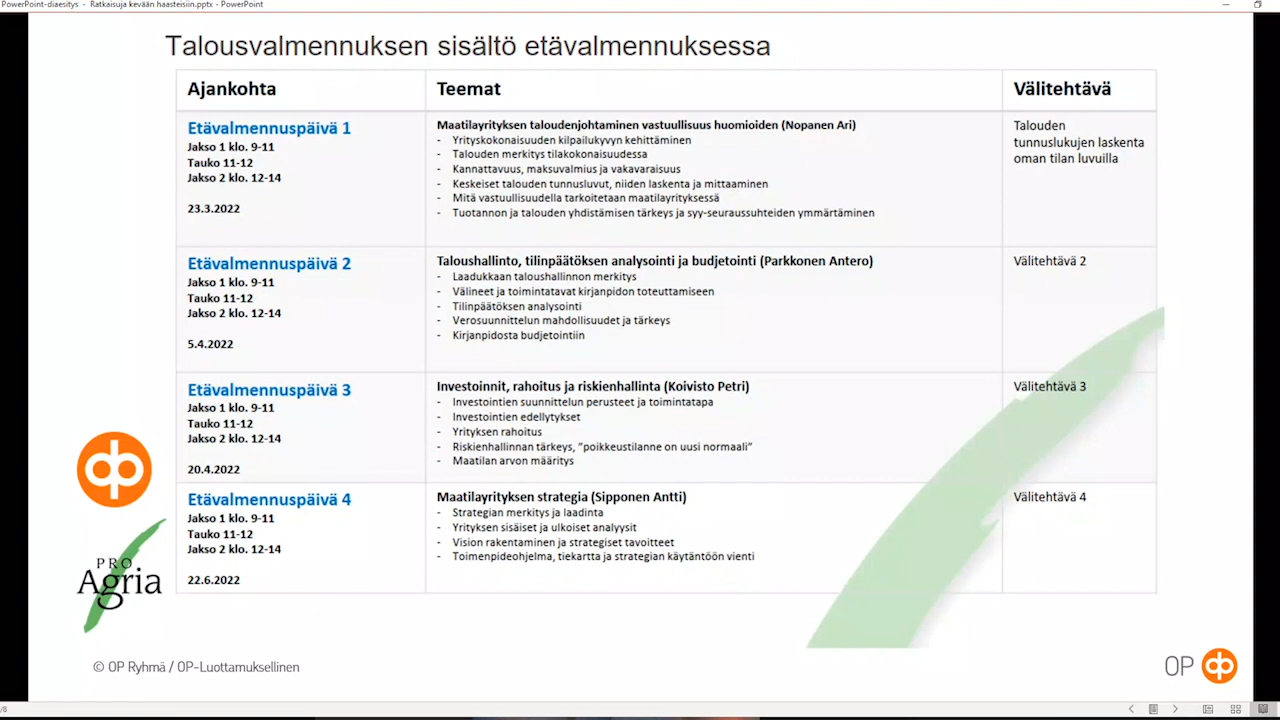 PowerPoint-diaesitys - Ratkaisuja kevään haasteisiin.pptx - PowerPoint
Talousvalmennuksen sisältö etävalmennuksessa
Ajankohta
Teemat
Välitehtävä
Etävalmennuspäivä 1
Jakso 1 klo. 9-11
Tauko 11-12
Jakso 2 klo. 12-14
23.3.2022
Maatilayrityksen taloudenjohtaminen vastuullisuus huomioiden (Nopanen Ari)
- Yrityskokonaisuuden kilpailukyvyn kehittäminen
- Talouden merkitys tilakokonaisuudessa
- Kannattavuus, maksuvalmius ja vakavaraisuus
- Keskeiset talouden tunnusluvut, niiden laskenta ja mittaaminen
- Mitä vastuullisuudella tarkoitetaan maatilayrityksessä
- Tuotannon ja talouden yhdistämisen tärkeys ja syy-seuraussuhteiden ymmärtäminen
Talouden
tunnuslukujen laskenta
oman tilan luvuilla
Etävalmennuspäivä 2
Jakso 1 klo. 9-11
Tauko 11-12
Jakso 2 klo. 12-14
5.4.2022
Taloushallinto, tilinpäätöksen analysointi ja budjetointi (Parkkonen Antero)
- Laadukkaan taloushallinnon merkitys
- Välineet ja toimintatavat kirjanpidon toteuttamiseen
- Tilinpäätöksen analysointi
- Verosuunnittelun mahdollisuudet ja tärkeys
- Kirjanpidosta budjetointiin
Välitehtävä 2
Etävalmennuspäivä 3
Jakso 1 klo. 9-11
Tauko 11-12
Jakso 2 klo. 12-14
20.4.2022
Investoinnit, rahoitus ja riskienhallinta (Koivisto Petri)
- Investointien suunnittelun perusteet ja toimintatapa
- Investointien edellytykset
- Yrityksen rahoitus
- Riskienhallinnan tärkeys, ”poikkeustilanne on uusi normaali”
- Maatilan arvon määritys
Välitehtävä 3
Etävalmennuspäivä 4
Jakso 1 klo. 9-11
Tauko 11-12
Jakso 2 klo. 12-14
22.6.2022
Maatilayrityksen strategia (Sipponen Antti)
- Strategian merkitys ja laadinta
- Yrityksen sisäiset ja ulkoiset analyysit
- Vision rakentaminen ja strategiset tavoitteet
- Toimenpideohjelma, tiekartta ja strategian käytäntöön vienti
Välitehtävä 4
op
PRO
Agria
© OP Ryhmä / OP-Luottamuksellinen
OP op
/8